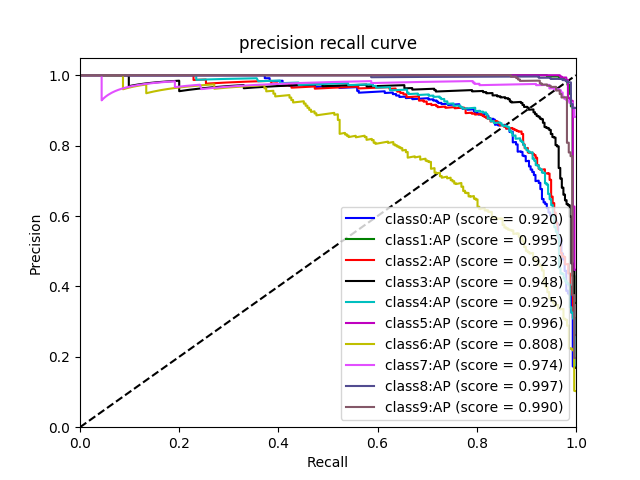 precision recall curve
Precision
1.0
0.8
0.6
0.4
0.2
0.0
class0:AP (score = 0.920)
class1:AP (score = 0.995)
class2:AP (score = 0.923)
class3:AP (score = 0.948)
class4:AP (score = 0.925)
class5:AP (score = 0.996)
class6:AP (score = 0.808)
class7:AP (score = 0.974)
class8:AP (score = 0.997)
class9:AP (score = 0.990)
0.0 0.2 0.4 0.6 0.8 1.0
Recall